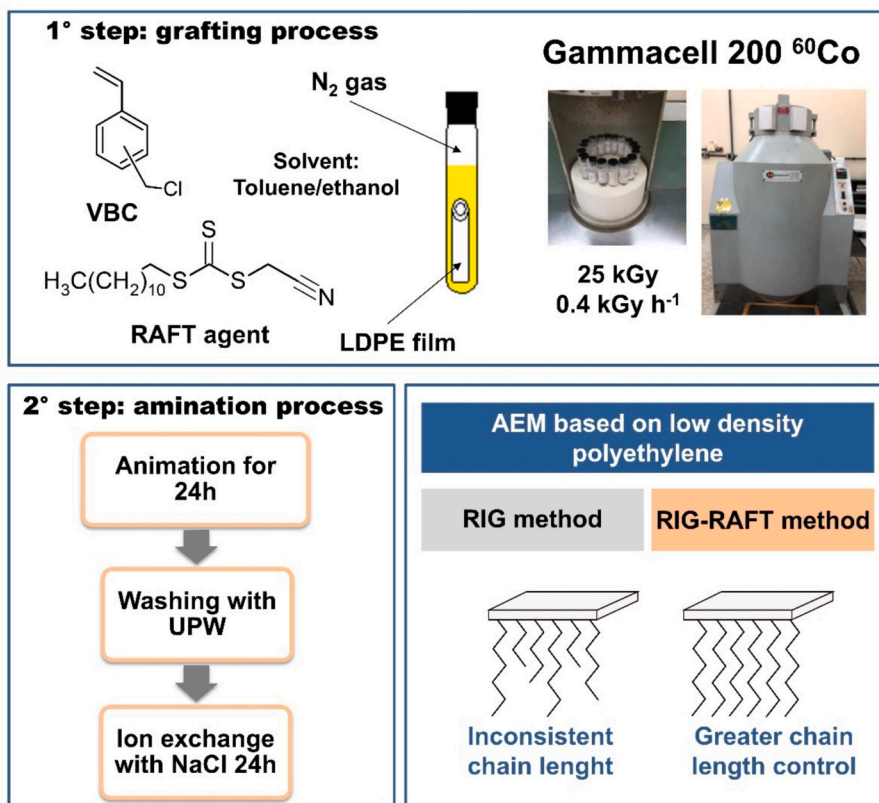 1° step: grafting process
Gammacell 200 ⁶⁰Co
N₂ gas
Solvent:
Toluene/ethanol
Cl
VBC
S
H₃C(CH₂)₁₀
S
S
N
RAFT agent
LDPE film
25 kGy
0.4 kGy h⁻¹
2° step: amination process
Animation for
24h
Washing with
UPW
Ion exchange
with NaCl 24h
AEM based on low density
polyethylene
RIG method
RIG-RAFT method
Inconsistent
chain lenght
Greater chain
length control